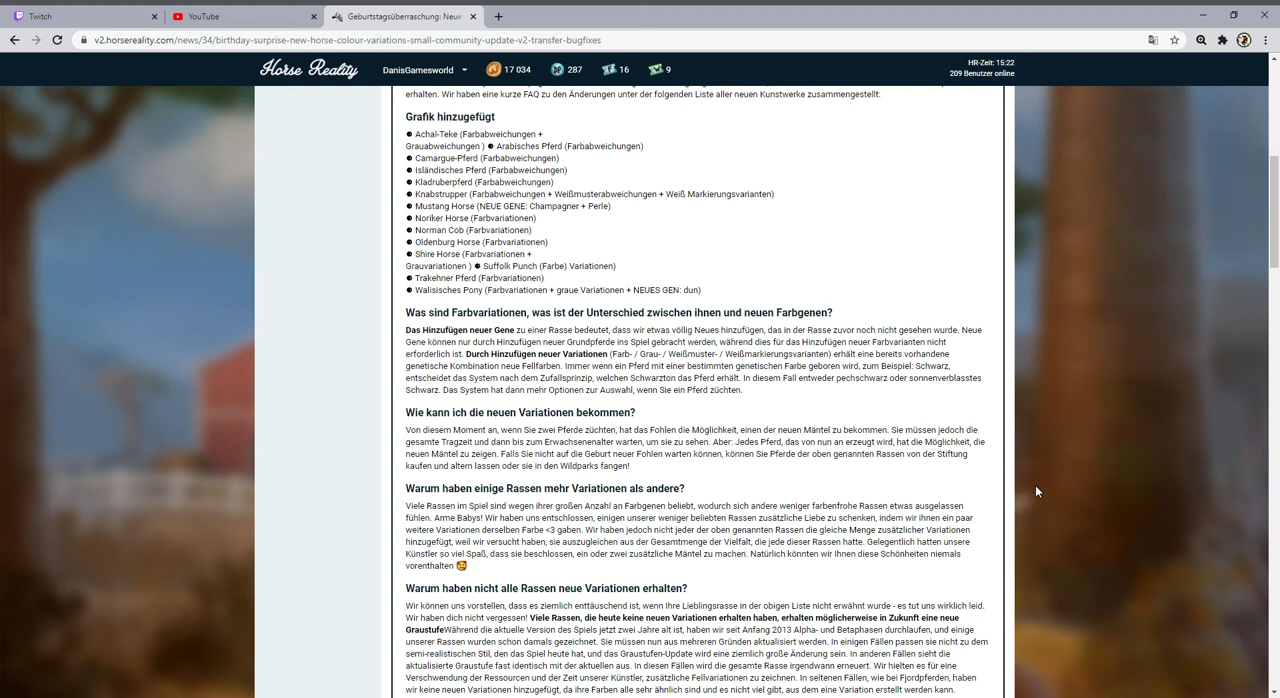 Twitch
YouTube
Geburtstagsüberraschung: Neue
v2.horsereality.com/news/34/birthday-surprise-new-horse-colour-variations-small-community-update-v2-transfer-bugfixes
Horse Reality
DanisGamesworld
17 034
287
16
9
HR-Zeit: 15:22
209 Benutzer online
erhalten. Wir haben eine kurze FAQ zu den Änderungen unter der folgenden Liste aller neuen Kunstwerke zusammengestellt:
Grafik hinzugefügt
Achal-Teke (Farbabweichungen +
Grauabweichungen ) ⚈ Arabisches Pferd (Farbabweichungen)
⚈ Camargue-Pferd (Farbabweichungen)
⚈ Isländisches Pferd (Farbabweichungen)
⚈ Kladruberpferd (Farbabweichungen)
⚈ Knabstrupper (Farbabweichungen + Weißmusterabweichungen + Weiß Markierungsvarianten)
⚈ Mustang Horse (NEUE GENE: Champagner + Perle)
⚈ Noriker Horse (Farbvariationen)
⚈ Norman Cob (Farbvariationen)
⚈ Oldenburg Horse (Farbvariationen)
⚈ Shire Horse (Farbvariationen +
Grauvariationen ) ⚈ Suffolk Punch (Farbe) Variationen)
⚈ Trakehner Pferd (Farbvariationen)
⚈ Walisisches Pony (Farbvariationen + graue Variationen + NEUES GEN: dun)
Was sind Farbvariationen, was ist der Unterschied zwischen ihnen und neuen Farbgenen?
Das Hinzufügen neuer Gene zu einer Rasse bedeutet, dass wir etwas völlig Neues hinzufügen, das in der Rasse zuvor noch nicht gesehen wurde. Neue
Gene können nur durch Hinzufügen neuer Grundpferde ins Spiel gebracht werden, während dies für das Hinzufügen neuer Farbvarianten nicht
erforderlich ist. Durch Hinzufügen neuer Variationen (Farb- / Grau- / Weißmuster- / Weißmarkierungsvarianten) erhält eine bereits vorhandene
genetische Kombination neue Fellfarben. Immer wenn ein Pferd mit einer bestimmten genetischen Farbe geboren wird, zum Beispiel: Schwarz,
entscheidet das System nach dem Zufallsprinzip, welchen Schwarzton das Pferd erhält. In diesem Fall entweder pechschwarz oder sonnenverblasstes
Schwarz. Das System hat dann mehr Optionen zur Auswahl, wenn Sie ein Pferd züchten.
Wie kann ich die neuen Variationen bekommen?
Von diesem Moment an, wenn Sie zwei Pferde züchten, hat das Fohlen die Möglichkeit, einen der neuen Mäntel zu bekommen. Sie müssen jedoch die
gesamte Tragzeit und dann bis zum Erwachsenenalter warten, um sie zu sehen. Aber: Jedes Pferd, das von nun an erzeugt wird, hat die Möglichkeit, die
neuen Mäntel zu zeigen. Falls Sie nicht auf die Geburt neuer Fohlen warten können, können Sie Pferde der oben genannten Rassen von der Stiftung
kaufen und altern lassen oder sie in den Wildparks fangen!
Warum haben einige Rassen mehr Variationen als andere?
Viele Rassen im Spiel sind wegen ihrer großen Anzahl an Farbgenen beliebt, wodurch sich andere weniger farbenfrohe Rassen etwas ausgelassen
fühlen. Arme Babys! Wir haben uns entschlossen, einigen unserer weniger beliebten Rassen zusätzliche Liebe zu schenken, indem wir ihnen ein paar
weitere Variationen derselben Farbe <3 gaben. Wir haben jedoch nicht jeder der oben genannten Rassen die gleiche Menge zusätzlicher Variationen
hinzugefügt, weil wir versucht haben, sie auszugleichen aus der Gesamtmenge der Vielfalt, die jede dieser Rassen hatte. Gelegentlich hatten unsere
Künstler so viel Spaß, dass sie beschlossen, ein oder zwei zusätzliche Mäntel zu machen. Natürlich könnten wir Ihnen diese Schönheiten niemals
vorenthalten 🥰
Warum haben nicht alle Rassen neue Variationen erhalten?
Wir können uns vorstellen, dass es ziemlich enttäuschend ist, wenn Ihre Lieblingsrasse in der obigen Liste nicht erwähnt wurde - es tut uns wirklich leid.
Wir haben dich nicht vergessen! Viele Rassen, die heute keine neuen Variationen erhalten haben, erhalten möglicherweise in Zukunft eine neue
GraustufeWährend die aktuelle Version des Spiels jetzt zwei Jahre alt ist, haben wir seit Anfang 2013 Alpha- und Betaphasen durchlaufen, und einige
unserer Rassen wurden schon damals gezeichnet. Sie müssen nun aus mehreren Gründen aktualisiert werden. In einigen Fällen passen sie nicht zu dem
semi-realistischen Stil, den das Spiel heute hat, und das Graustufen-Update wird eine ziemlich große Änderung sein. In anderen Fällen sieht die
aktualisierte Graustufe fast identisch mit der aktuellen aus. In diesen Fällen wird die gesamte Rasse irgendwann erneuert. Wir hielten es für eine
Verschwendung der Ressourcen und der Zeit unserer Künstler, zusätzliche Fellvariationen zu zeichnen. In seltenen Fällen, wie bei Fjordpferden, haben
wir keine neuen Variationen hinzugefügt, da ihre Farben alle sehr ähnlich sind und es nicht viel gibt, aus dem eine Variation erstellt werden kann.